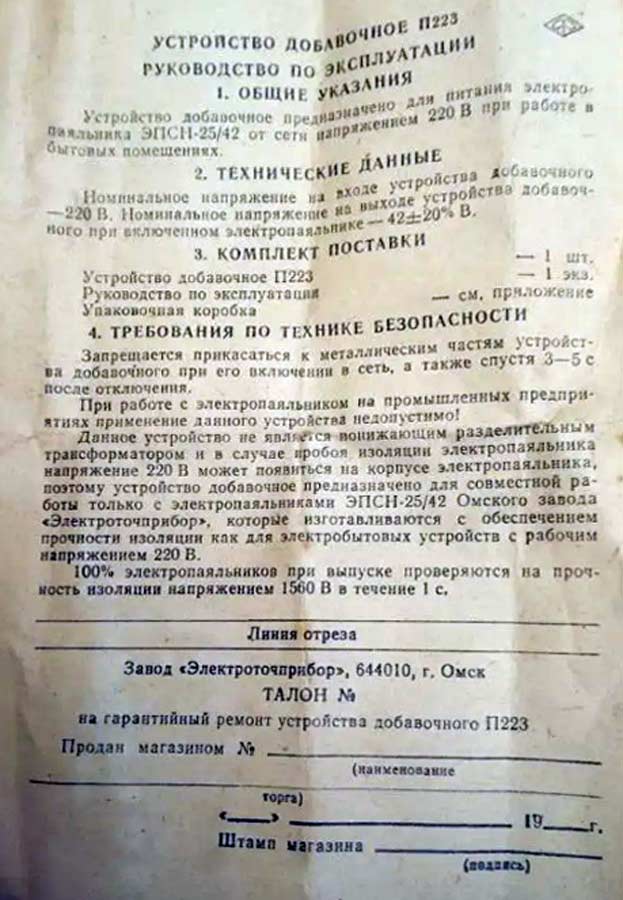 УСТРОЙСТВО ДОБАВОЧНОЕ П223
РУКОВОДСТВО ПО ЭКСПЛУАТАЦИИ
1. ОБЩИЕ УКАЗАНИЯ
Устройство добавочное предназначено для питания электро-
паяльника ЭПСН-25/42 от сети напряжением 220 В при работе в
бытовых помещениях.
2. ТЕХНИЧЕСКИЕ ДАННЫЕ
Номинальное напряжение на входе устройства добавочного
—220 В. Номинальное напряжение на выходе устройства добавоч-
ного при включенном электропаяльнике — 42±20% В.
3. КОМПЛЕКТ ПОСТАВКИ
Устройство добавочное П223 — 1 шт.
Руководство по эксплуатации — 1 экз.
Упаковочная коробка — см. приложение
4. ТРЕБОВАНИЯ ПО ТЕХНИКЕ БЕЗОПАСНОСТИ
Запрещается прикасаться к металлическим частям устройст-
ва добавочного при его включении в сеть, а также спустя 3—5 с
после отключения.
При работе с электропаяльником на промышленных предпри-
ятиях применение данного устройства недопустимо!
Данное устройство не является понижающим разделительным
трансформатором и в случае пробоя изоляции электропаяльника
напряжение 220 В может появиться на корпусе электропаяльника,
поэтому устройство добавочное предназначено для совместной ра-
боты только с электропаяльниками ЭПСН-25/42 Омского завода
«Электроточприбор», которые изготавливаются с обеспечением
прочности изоляции как для электробытовых устройств с рабочим
напряжением 220 В.
100% электропаяльников при выпуске проверяются на проч-
ность изоляции напряжением 1560 В в течение 1 с.
Линия отреза
Завод «Электроточприбор», 644010, г. Омск
ТАЛОН №
на гарантийный ремонт устройства добавочного П223
Продан магазином №
(наименование
торга)
«___» 19___г.
Штамп магазина
(подпись)